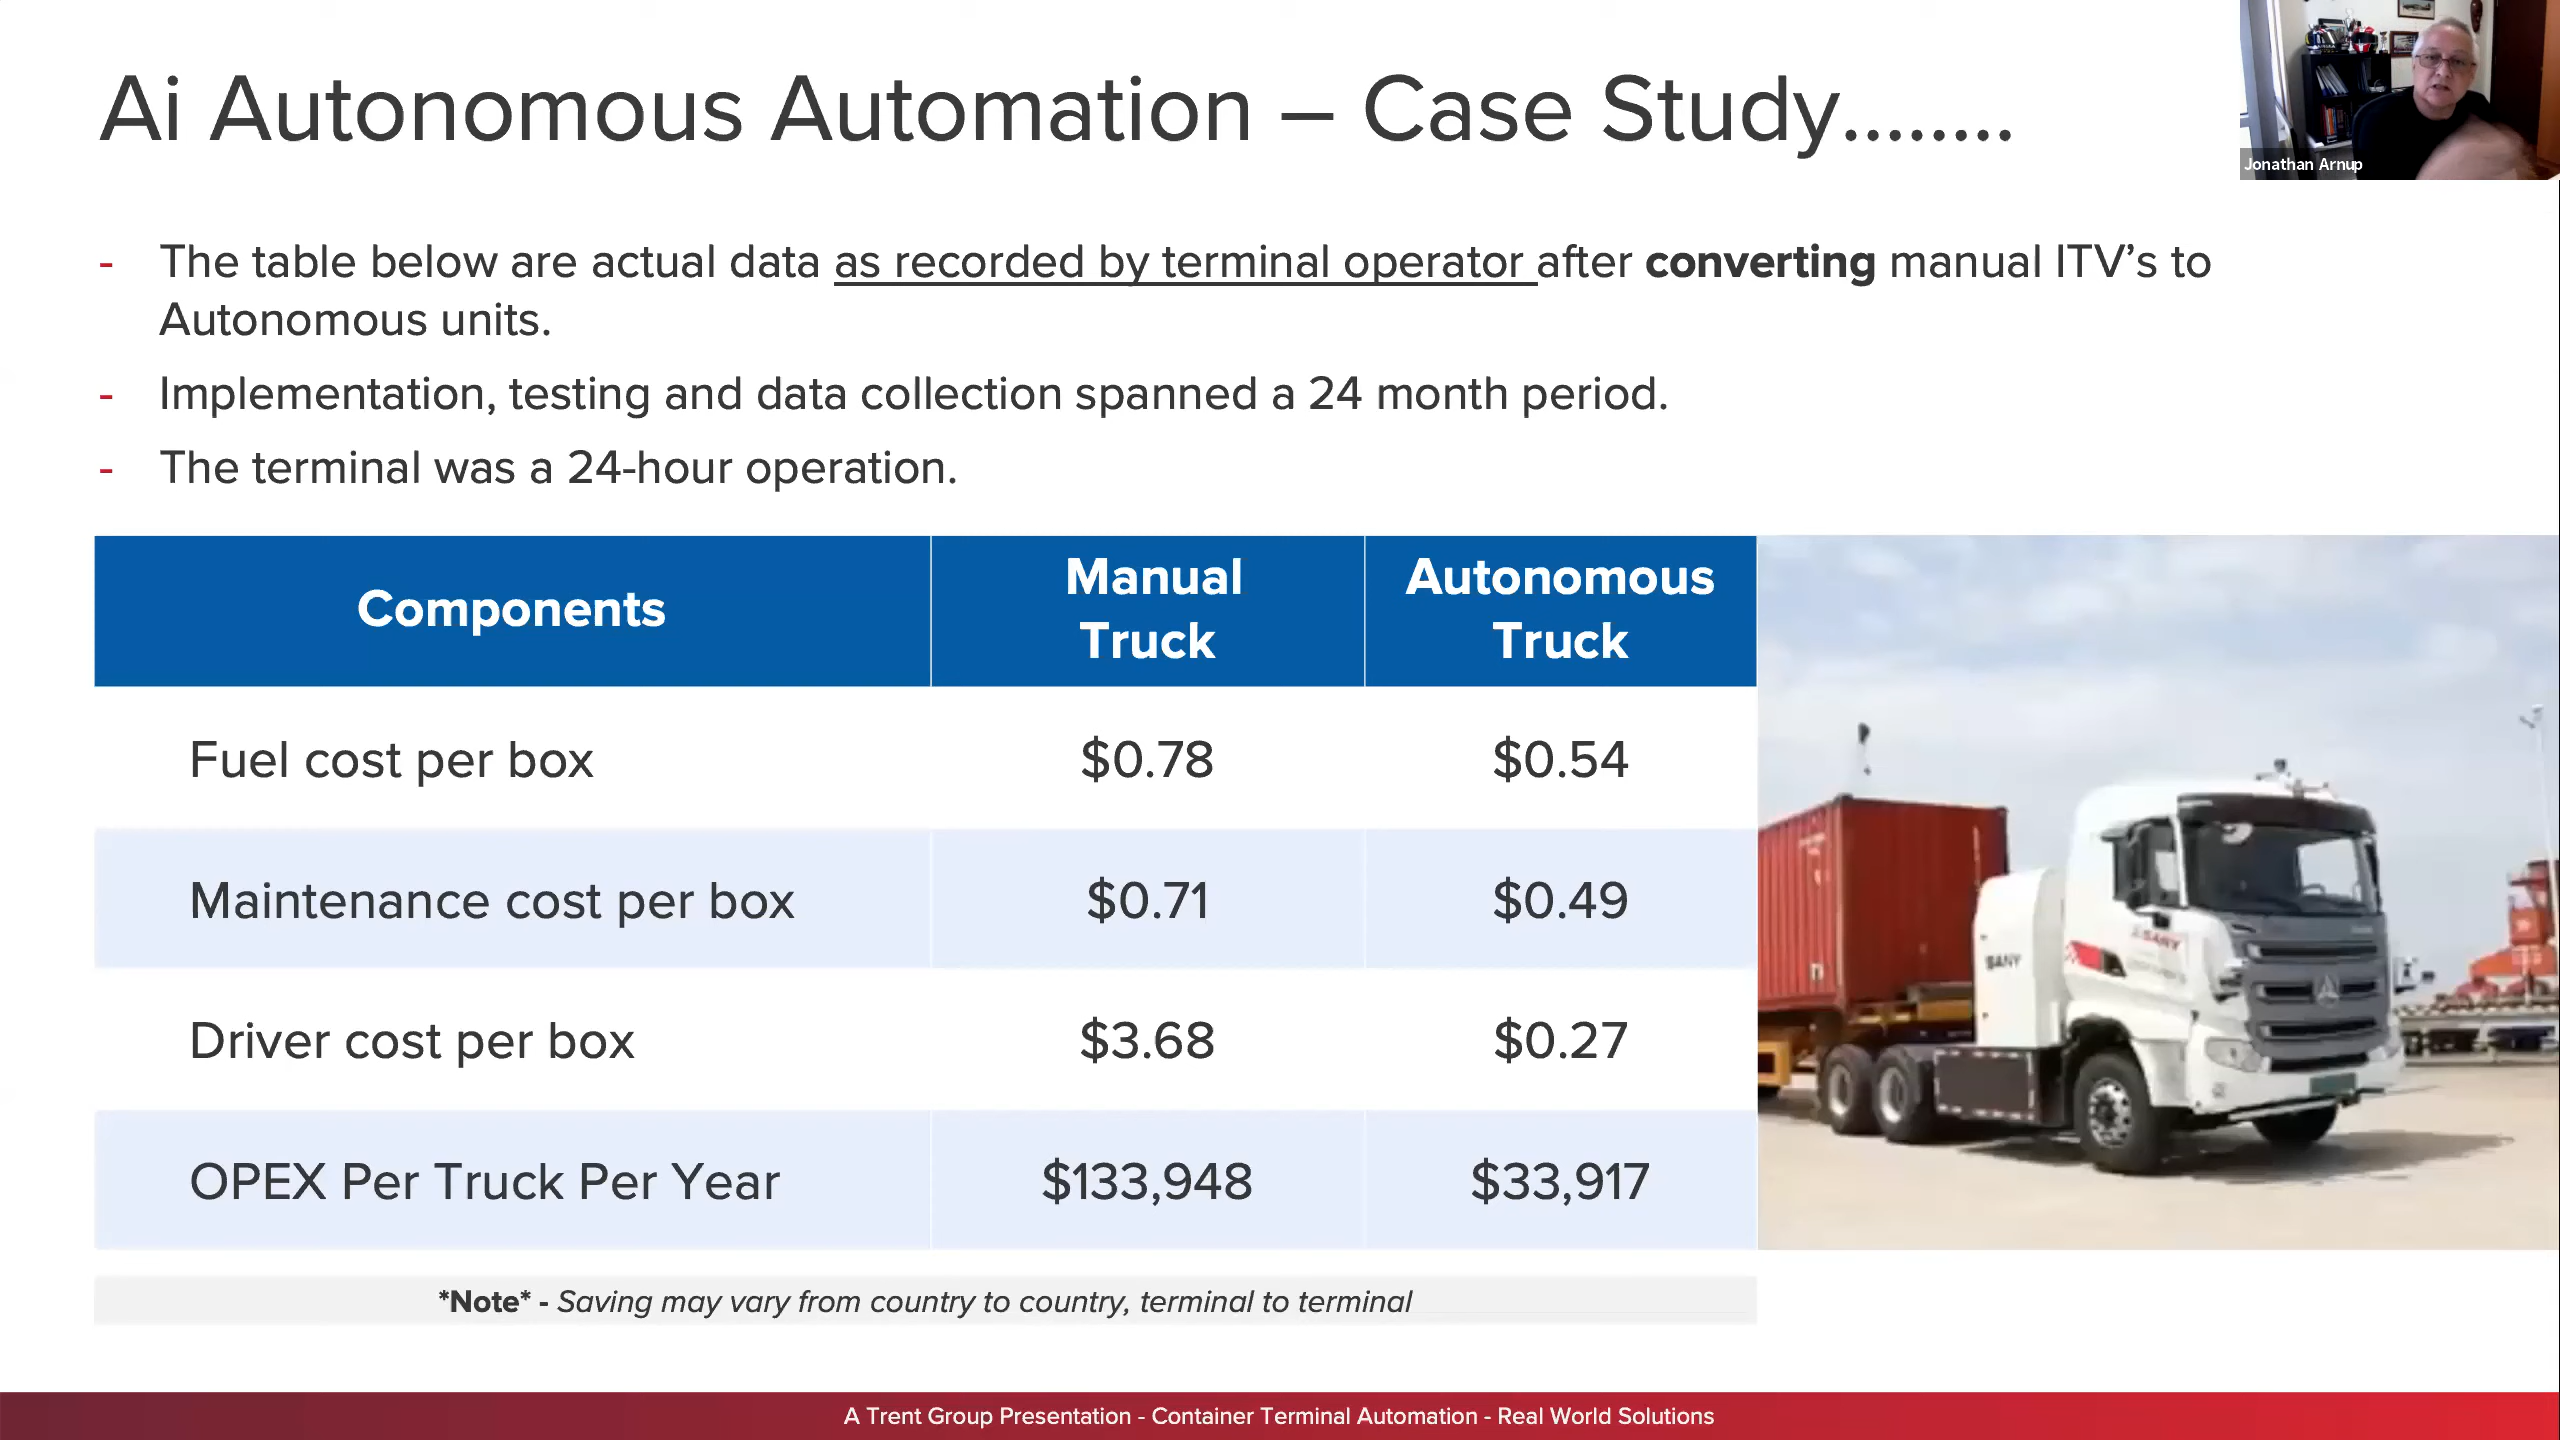 Ai Autonomous Automation – Case Study........
Jonathan Arnup
- The table below are actual data as recorded by terminal operator after converting manual ITV’s to
Autonomous units.
- Implementation, testing and data collection spanned a 24 month period.
- The terminal was a 24-hour operation.
Components
Manual
Truck
Autonomous
Truck
Fuel cost per box $0.78 $0.54
Maintenance cost per box $0.71 $0.49
Driver cost per box $3.68 $0.27
OPEX Per Truck Per Year $133,948 $33,917
SANY
SANY
*Note* - Saving may vary from country to country, terminal to terminal
A Trent Group Presentation - Container Terminal Automation - Real World Solutions